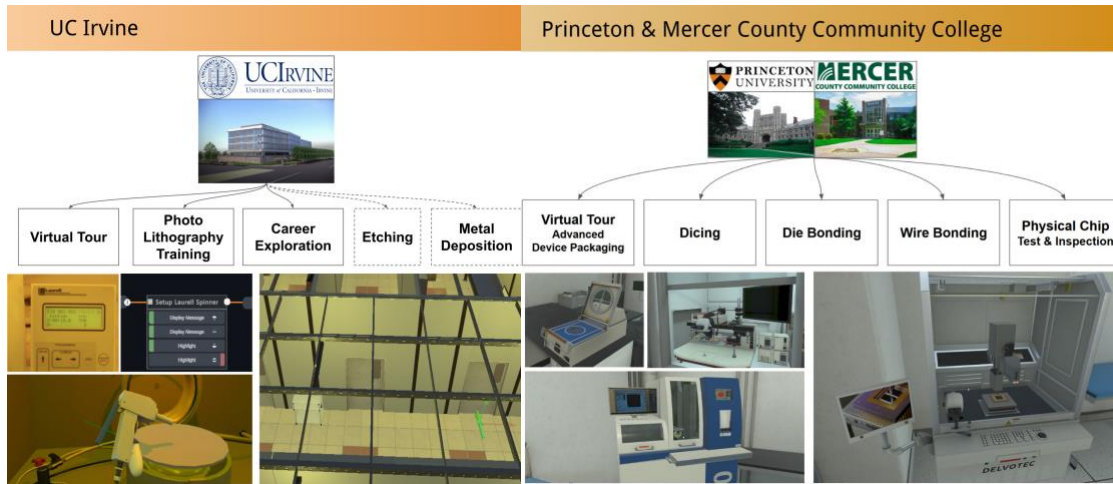 UC Irvine
Princeton & Mercer County Community College
UCIRVINE
UNIVERSITY of CALIFORNIA · IRVINE
PRINCETON
UNIVERSITY
MERCER
COUNTY COMMUNITY COLLEGE
Virtual Tour
Photo
Lithography
Training
Career
Exploration
Etching
Metal
Deposition
Virtual Tour
Advanced
Device Packaging
Dicing
Die Bonding
Wire Bonding
Physical Chip
Test & Inspection
Laurell
Setup Laurell Spinner
Display Message
Display Message
Highlight
Highlight
DELVOTEC